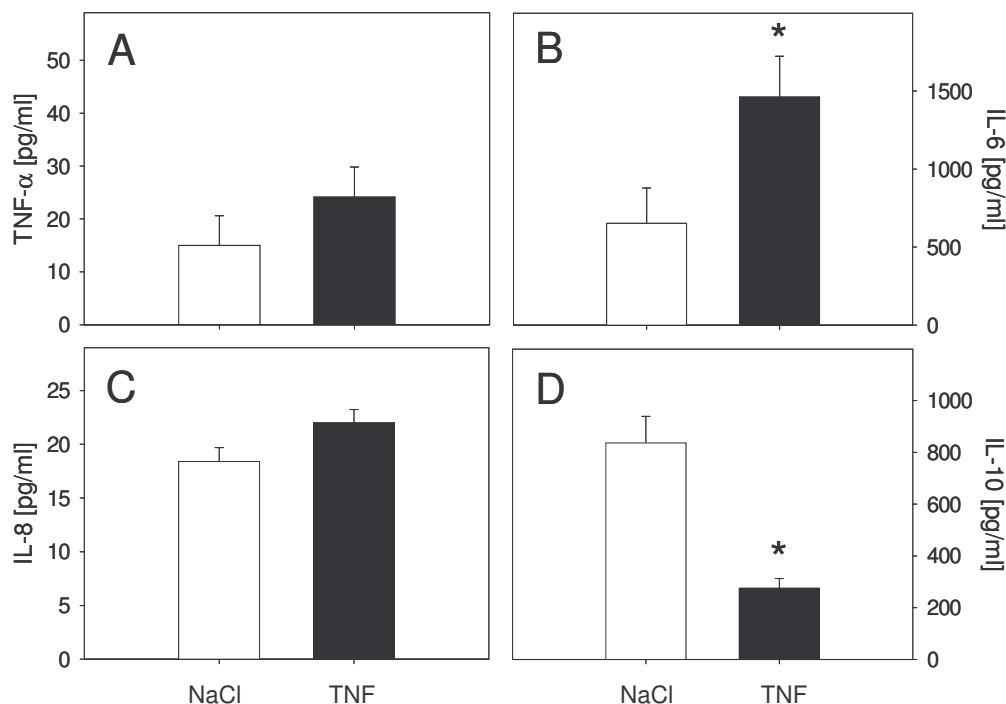 A
TNF-α [pg/ml]
50
40
30
20
10
0
B
*
IL-6 [pg/ml]
1500
1000
500
0
C
IL-8 [pg/ml]
25
20
15
10
5
0
NaCl TNF
D
*
IL-10 [pg/ml]
1000
800
600
400
200
0
NaCl TNF